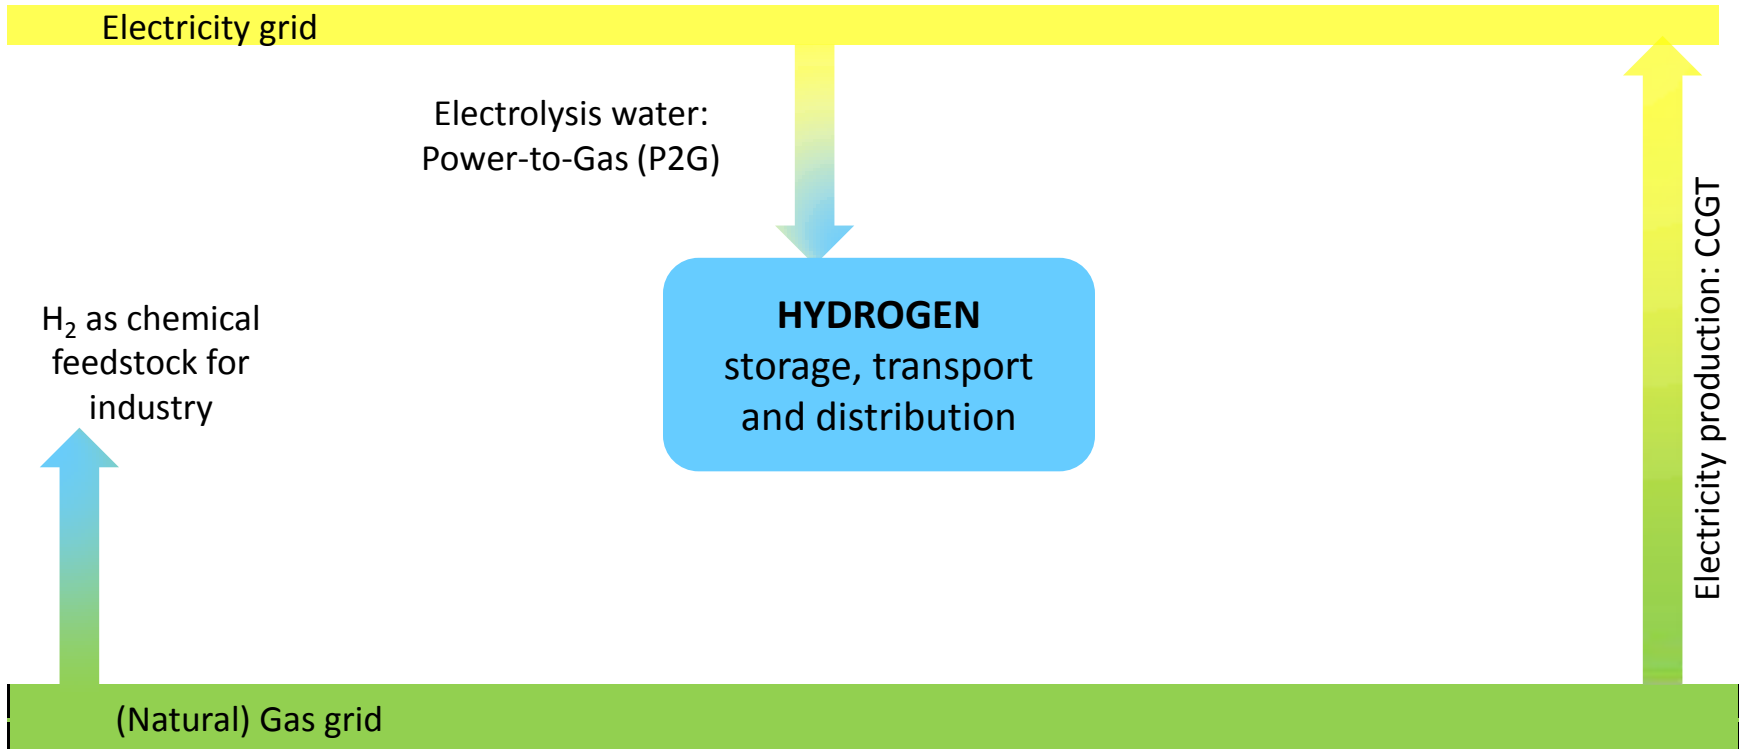 Electricity grid
Electrolysis water:
Power-to-Gas (P2G)
HYDROGEN
storage, transport
and distribution
H₂ as chemical
feedstock for
industry
Electricity production: CCGT
(Natural) Gas grid